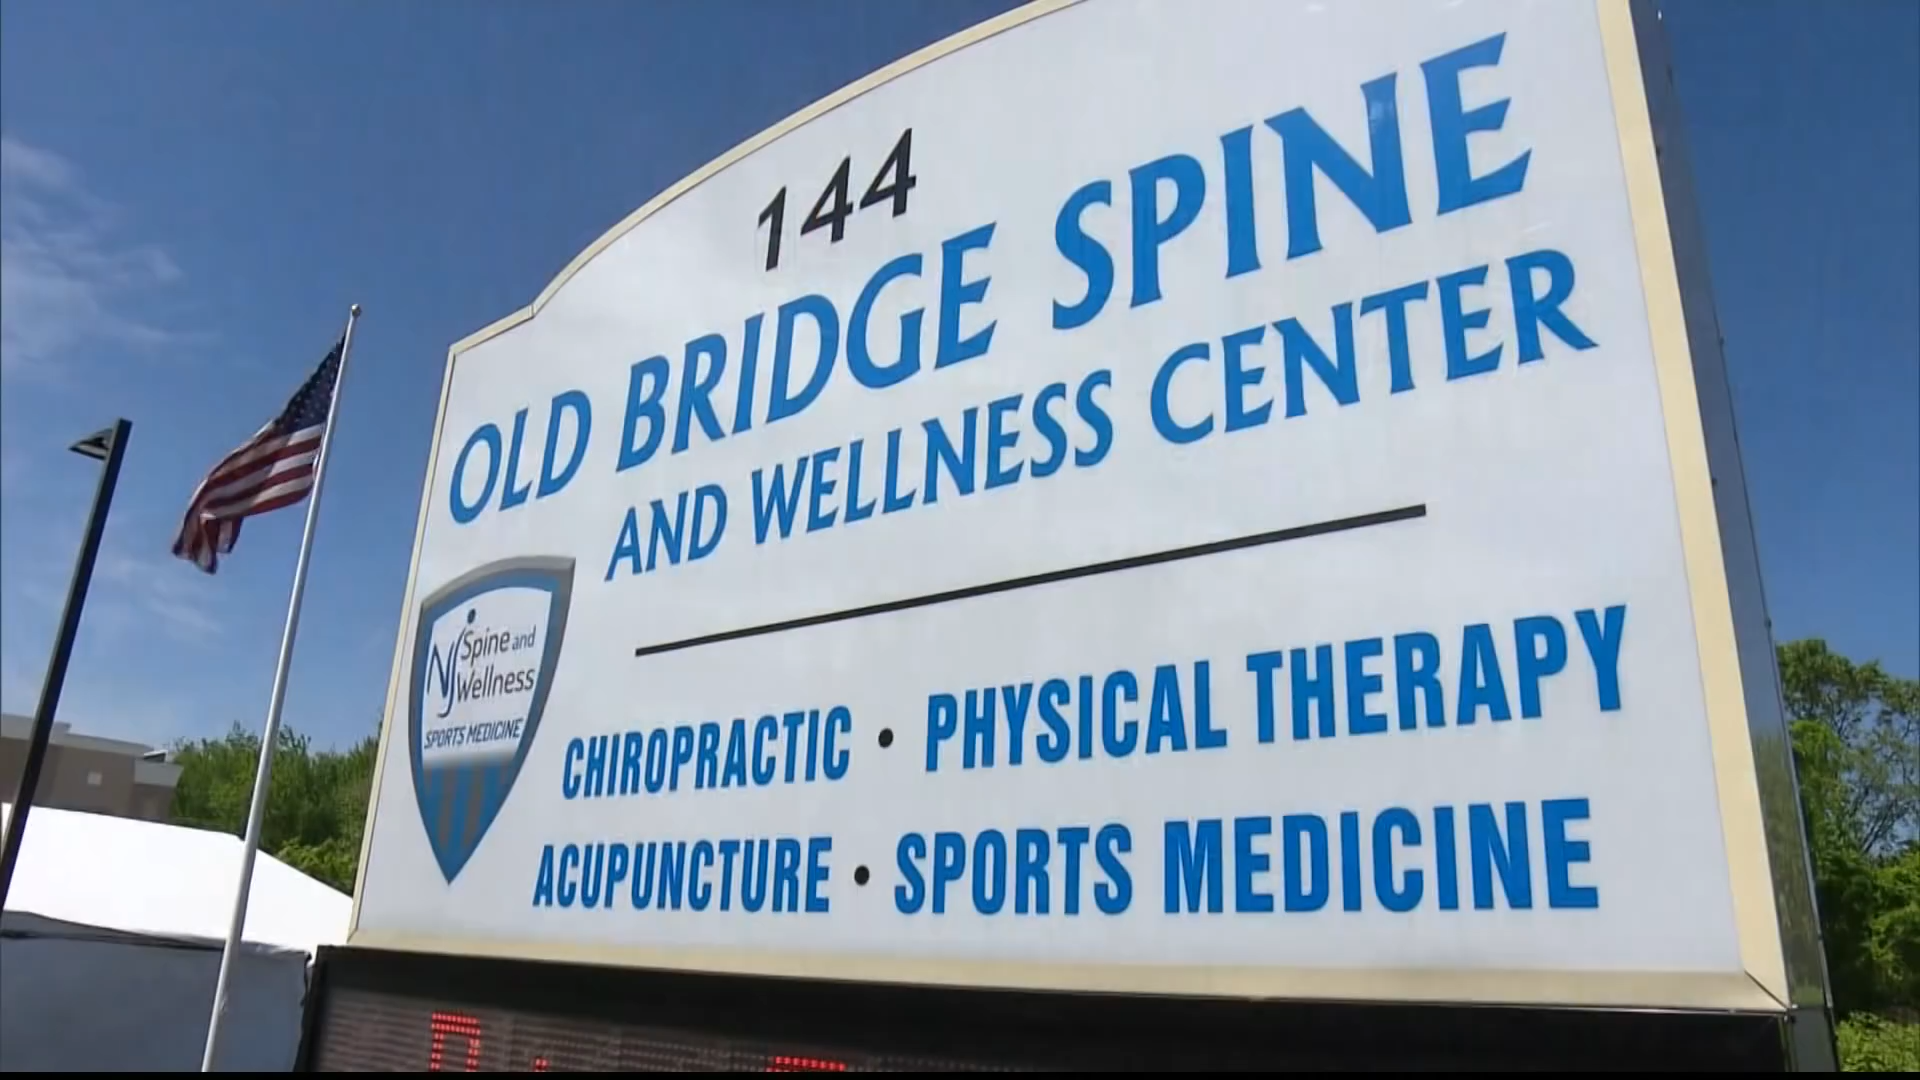 144
OLD BRIDGE SPINE
AND WELLNESS CENTER
NJ Spine and
Wellness
SPORTS MEDICINE
CHIROPRACTIC • PHYSICAL THERAPY
ACUPUNCTURE • SPORTS MEDICINE